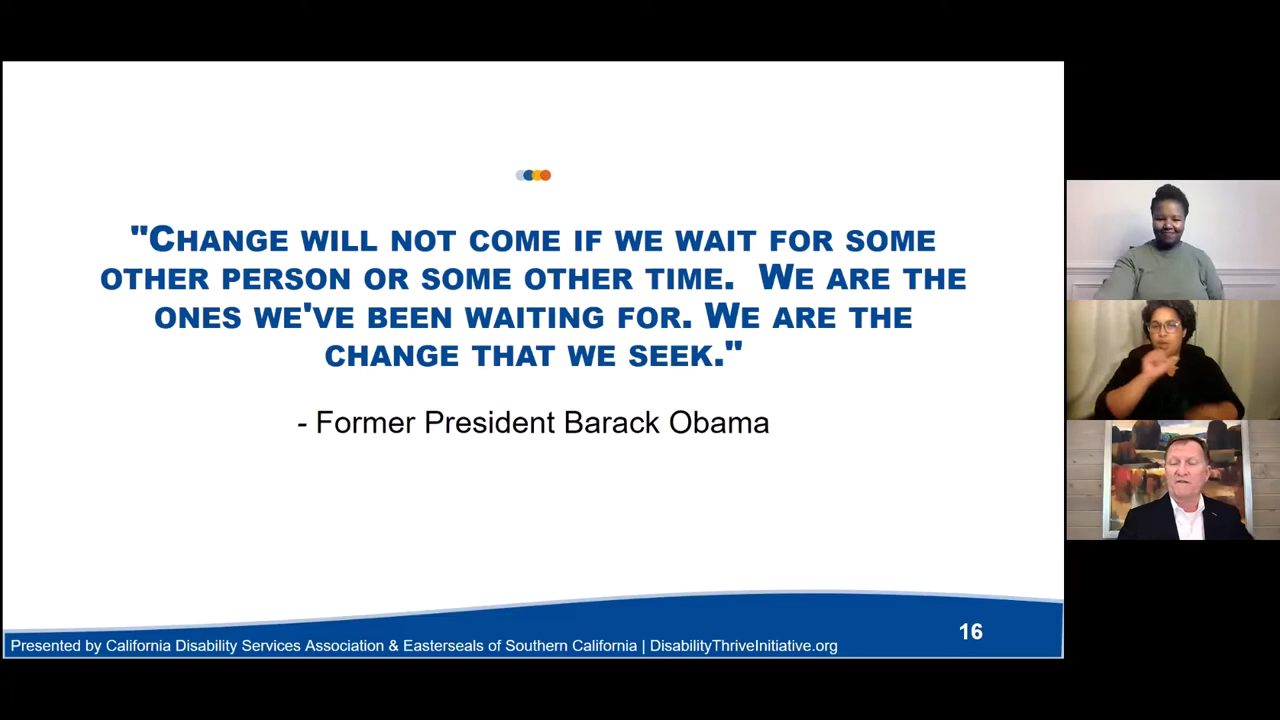 "CHANGE WILL NOT COME IF WE WAIT FOR SOME
OTHER PERSON OR SOME OTHER TIME.  WE ARE THE
ONES WE'VE BEEN WAITING FOR. WE ARE THE
CHANGE THAT WE SEEK."
- Former President Barack Obama
16
Presented by California Disability Services Association & Easterseals of Southern California | DisabilityThriveInitiative.org